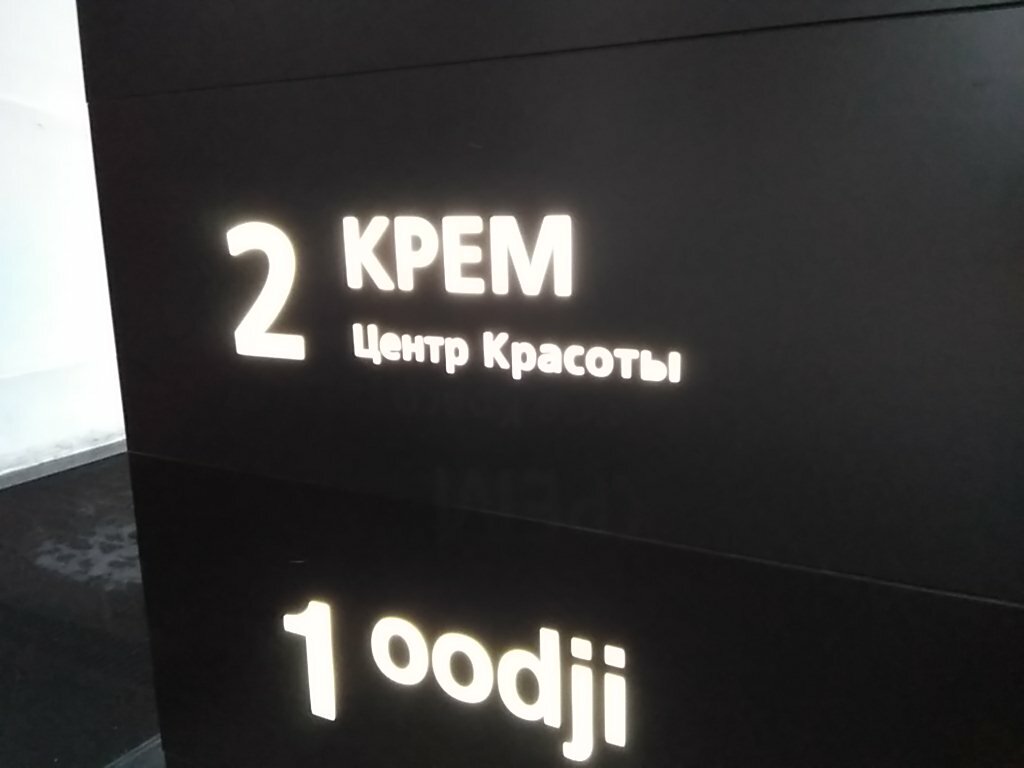 2 КРЕМ
Центр Красоты
1 oodji